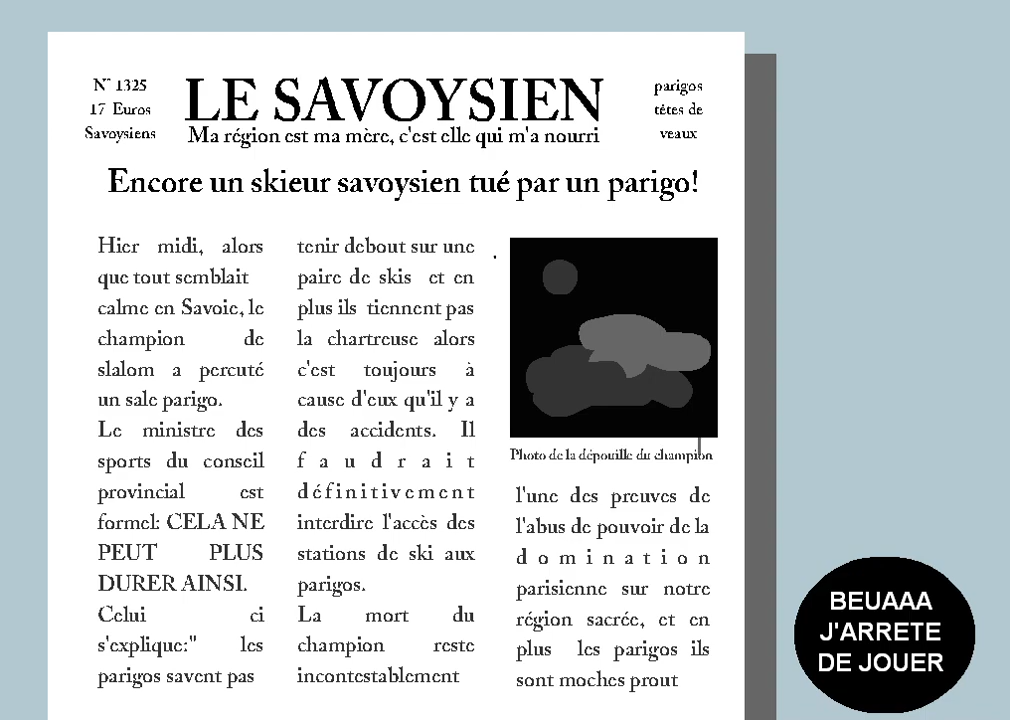 N° 1325
17 Euros
Savoysiens
LE SAVOYSIEN
Ma région est ma mère, c'est elle qui m'a nourri
parigos
têtes de
veaux
Encore un skieur savoysien tué par un parigo!
Hier midi, alors
que tout semblait
calme en Savoie, le
champion de
slalom a percuté
un sale parigo.
Le ministre des
sports du conseil
provincial est
formel: CELA NE
PEUT PLUS
DURER AINSI.
Celui ci
s'explique:" les
parigos savent pas
tenir debout sur une
paire de skis et en
plus ils tiennent pas
la chartreuse alors
c'est toujours à
cause d'eux qu'il y a
des accidents. Il
faudrait
définitivement
interdire l'accès des
stations de ski aux
parigos.
La mort du
champion reste
incontestablement
Photo de la dépouille du champion
l'une des preuves de
l'abus de pouvoir de la
domination
parisienne sur notre
région sacrée, et en
plus les parigos ils
sont moches prout
BEUAAA
J'ARRETE
DE JOUER